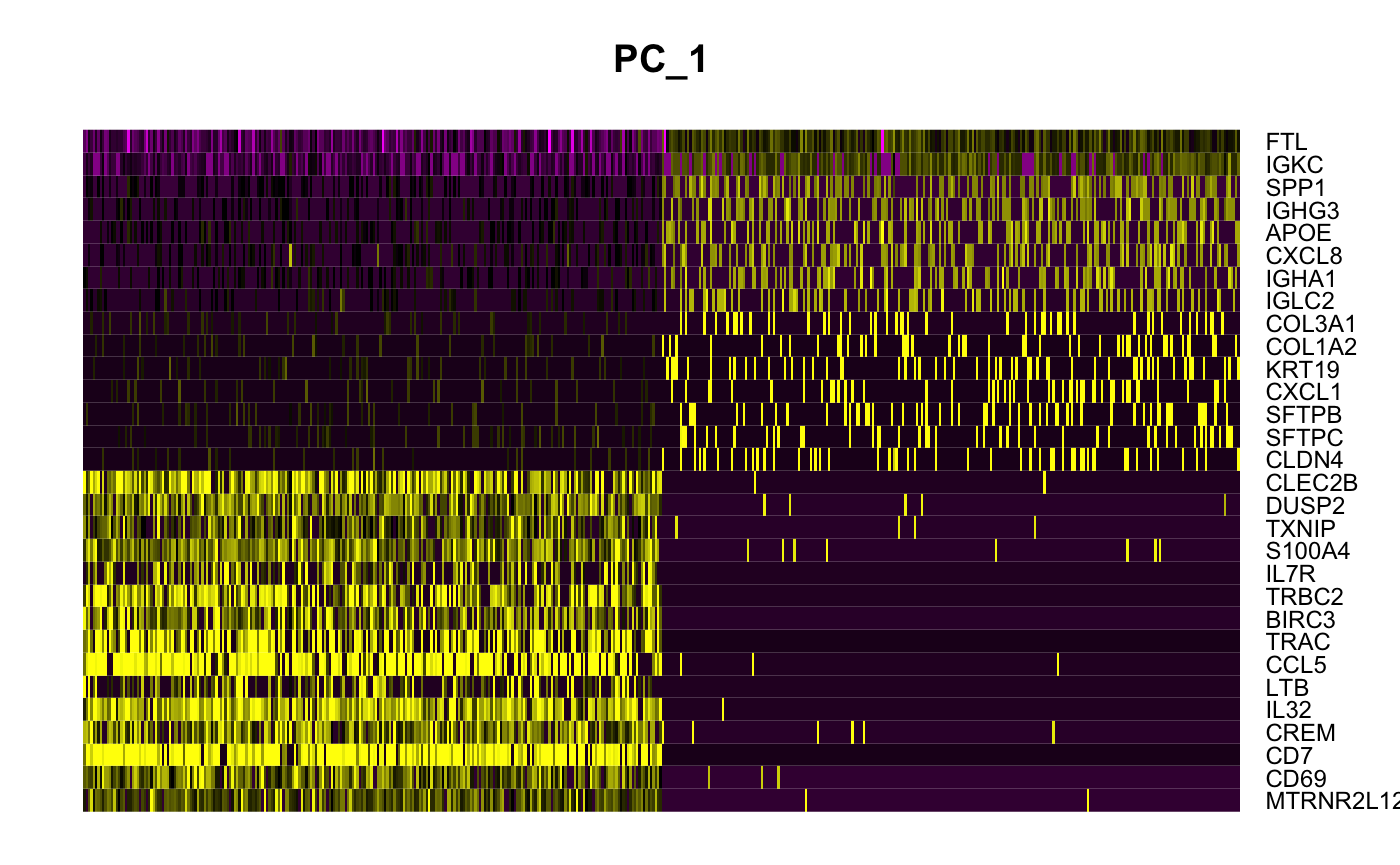 PC_1
FTL
IGKC
SPP1
IGHG3
APOE
CXCL8
IGHA1
IGLC2
COL3A1
COL1A2
KRT19
CXCL1
SFTPB
SFTPC
CLDN4
CLEC2B
DUSP2
TXNIP
S100A4
IL7R
TRBC2
BIRC3
TRAC
CCL5
LTB
IL32
CREM
CD7
CD69
MTRNR2L12